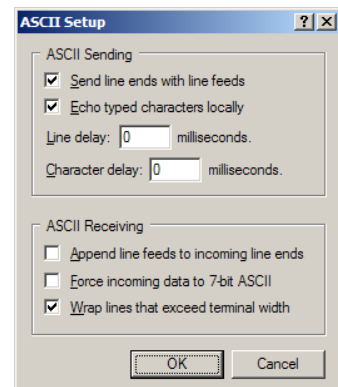 ASCII Setup
ASCII Sending
Send line ends with line feeds
Echo typed characters locally
Line delay: 0 milliseconds.
Character delay: 0 milliseconds.
ASCII Receiving
Append line feeds to incoming line ends
Force incoming data to 7-bit ASCII
Wrap lines that exceed terminal width
OK Cancel